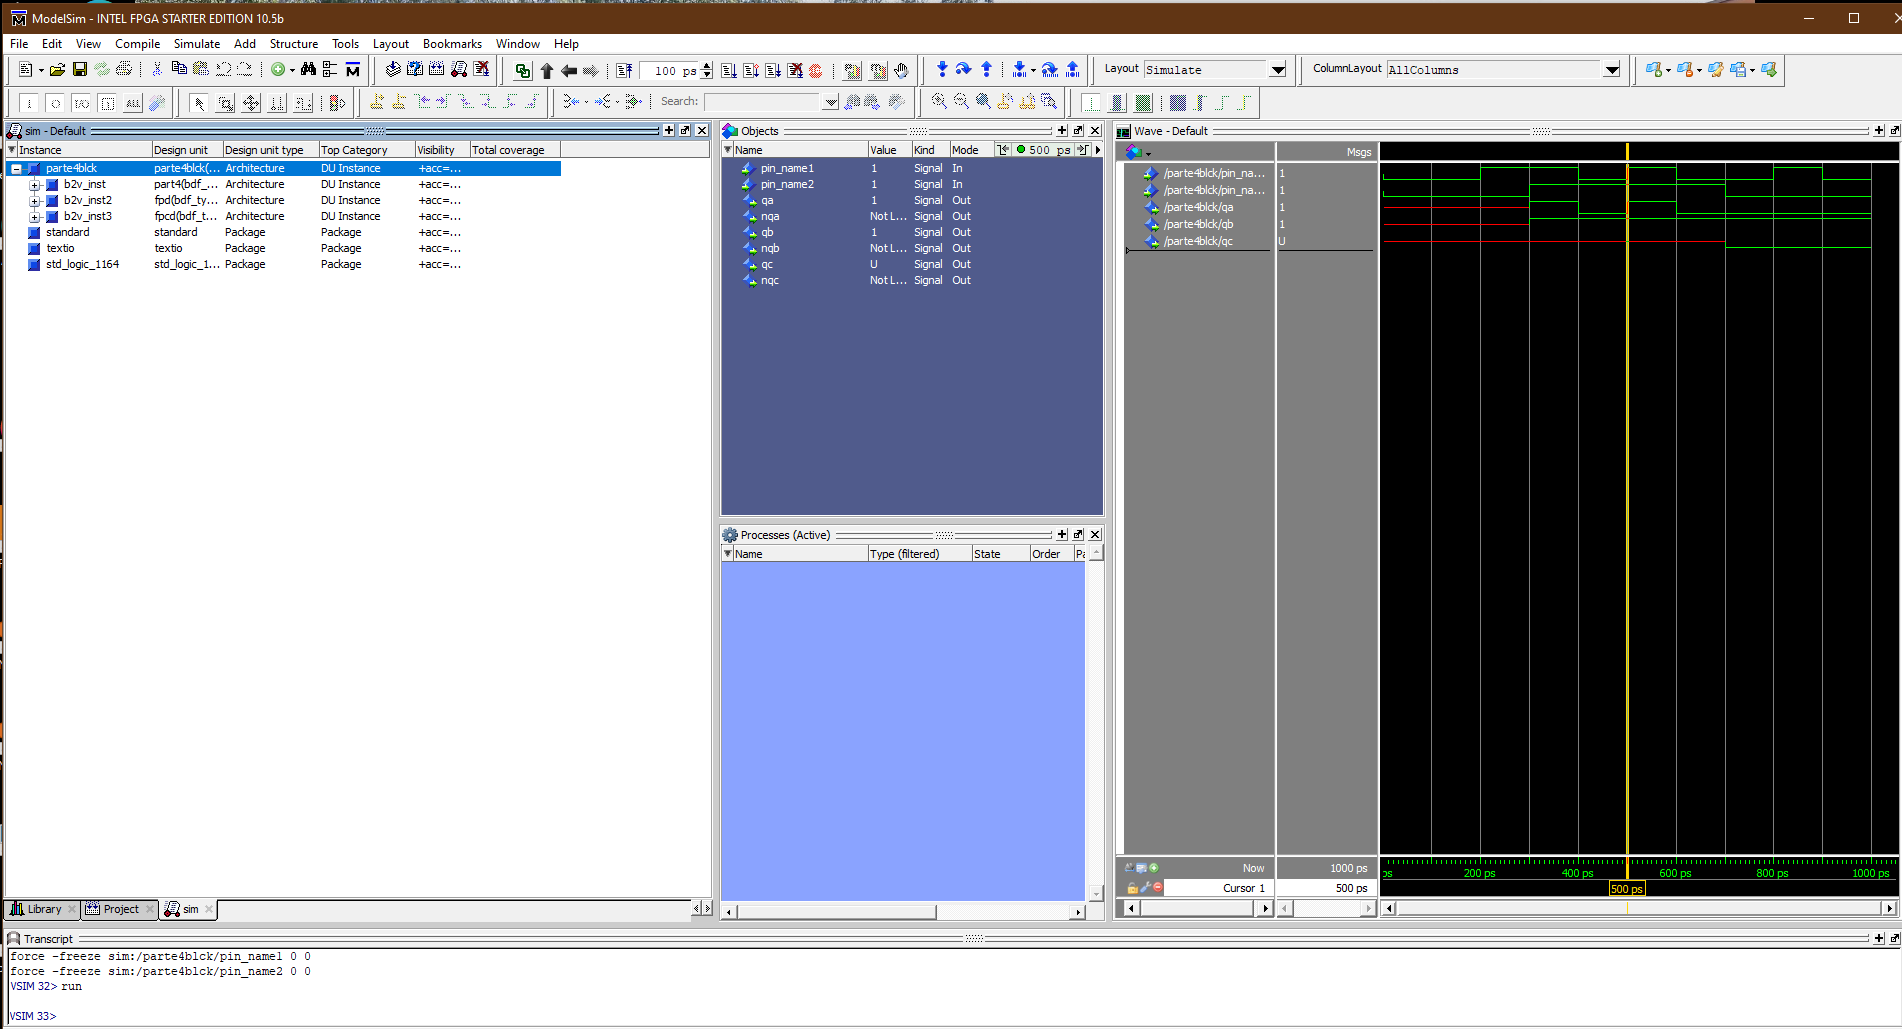 ModelSim - INTEL FPGA STARTER EDITION 10.5b
File Edit View Compile Simulate Add Structure Tools Layout Bookmarks Window Help
100 ps
Layout Simulate
ColumnLayout AllColumns
Search:
sim - Default
Instance Design unit Design unit type Top Category Visibility Total coverage
parte4blck parte4blck(... Architecture DU Instance +acc=...
b2v_inst part4(bdf_... Architecture DU Instance +acc=...
b2v_inst2 fpd(bdf_ty... Architecture DU Instance +acc=...
b2v_inst3 fpcd(bdf_t... Architecture DU Instance +acc=...
standard standard Package Package +acc=...
textio textio Package Package +acc=...
std_logic_1164 std_logic_1... Package Package +acc=...
Library Project sim
Objects
Name Value Kind Mode 500 ps
pin_name1 1 Signal In
pin_name2 1 Signal In
qa 1 Signal Out
nqa Not L... Signal Out
qb 1 Signal Out
nqb Not L... Signal Out
qc U Signal Out
nqc Not L... Signal Out
Processes (Active)
Name Type (filtered) State Order Pa
Wave - Default
Msgs
/parte4blck/pin_na... 1
/parte4blck/pin_na... 1
/parte4blck/qa 1
/parte4blck/qb 1
/parte4blck/qc U
Now 1000 ps
ps 200 ps 400 ps 600 ps 800 ps 1000 ps
Cursor 1 500 ps
500 ps
Transcript
force -freeze sim:/parte4blck/pin_name1 0 0
force -freeze sim:/parte4blck/pin_name2 0 0
VSIM 32> run
VSIM 33>